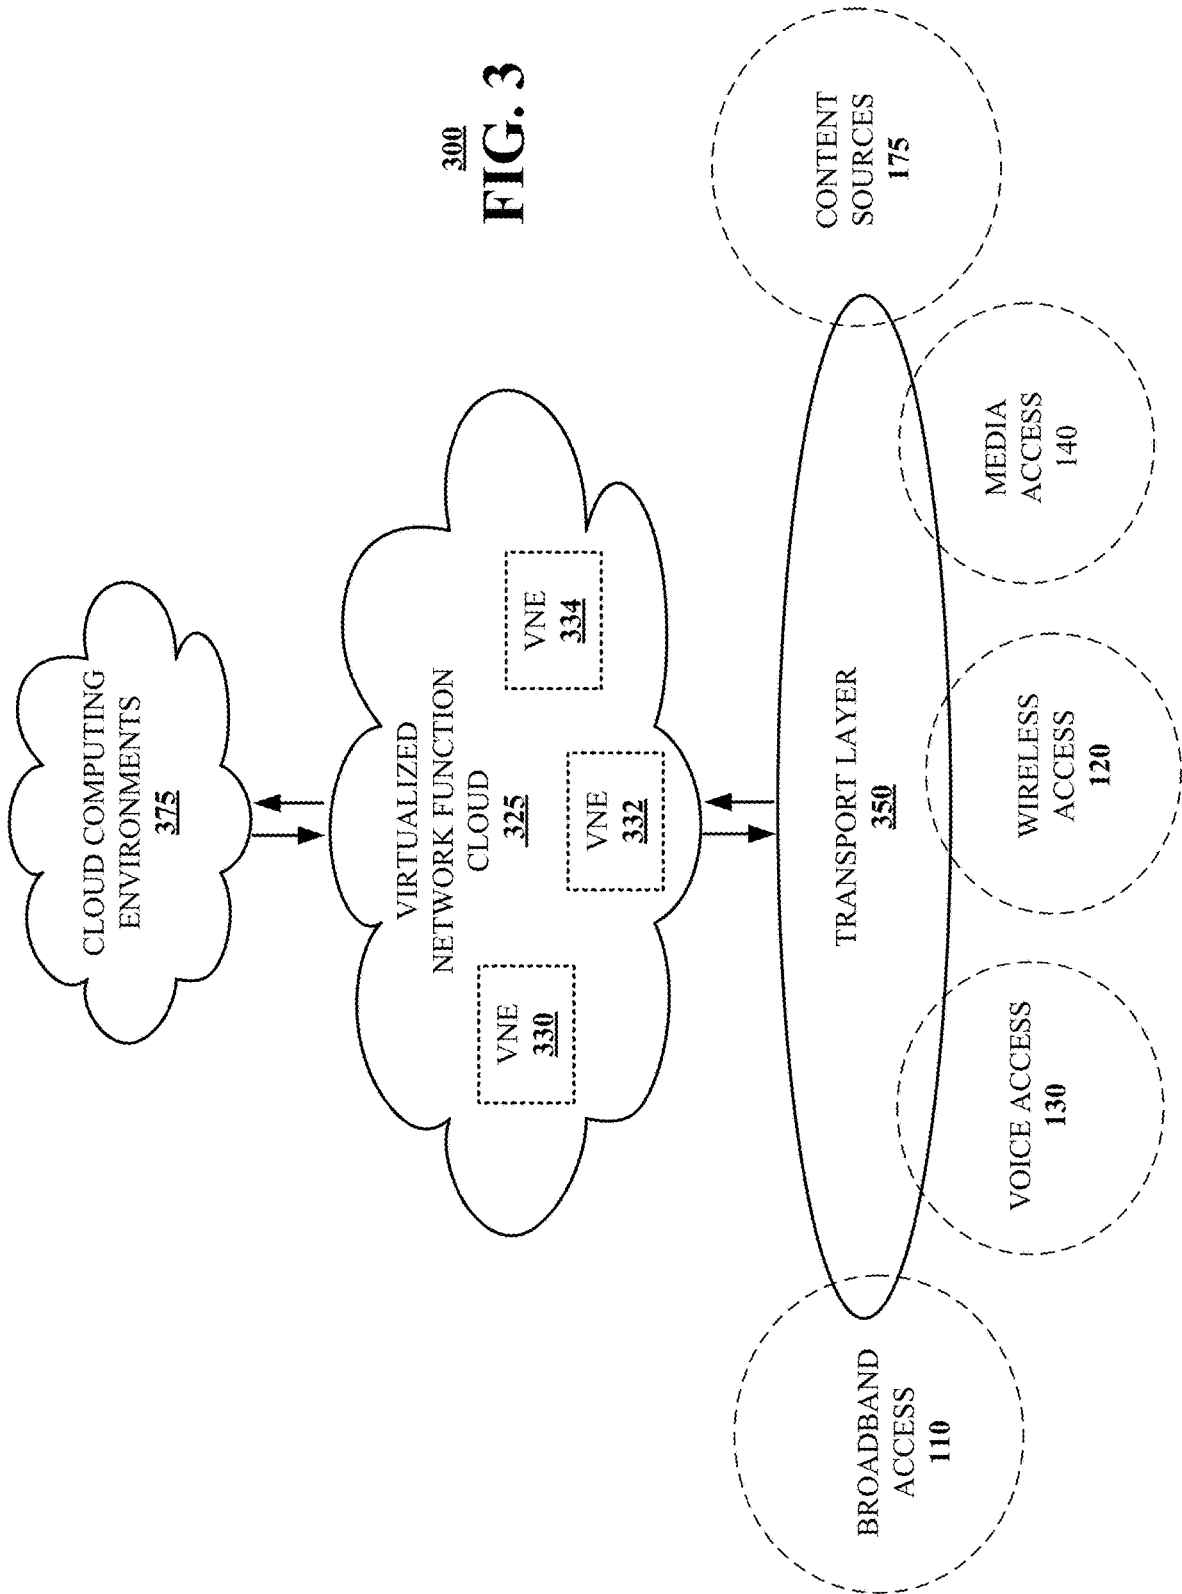 CLOUD COMPUTING
ENVIRONMENTS
375
VIRTUALIZED
NETWORK FUNCTION
CLOUD
325
VNE
330
VNE
332
VNE
334
300
FIG. 3
TRANSPORT LAYER
350
BROADBAND
ACCESS
110
VOICE ACCESS
130
WIRELESS
ACCESS
120
MEDIA
ACCESS
140
CONTENT
SOURCES
175